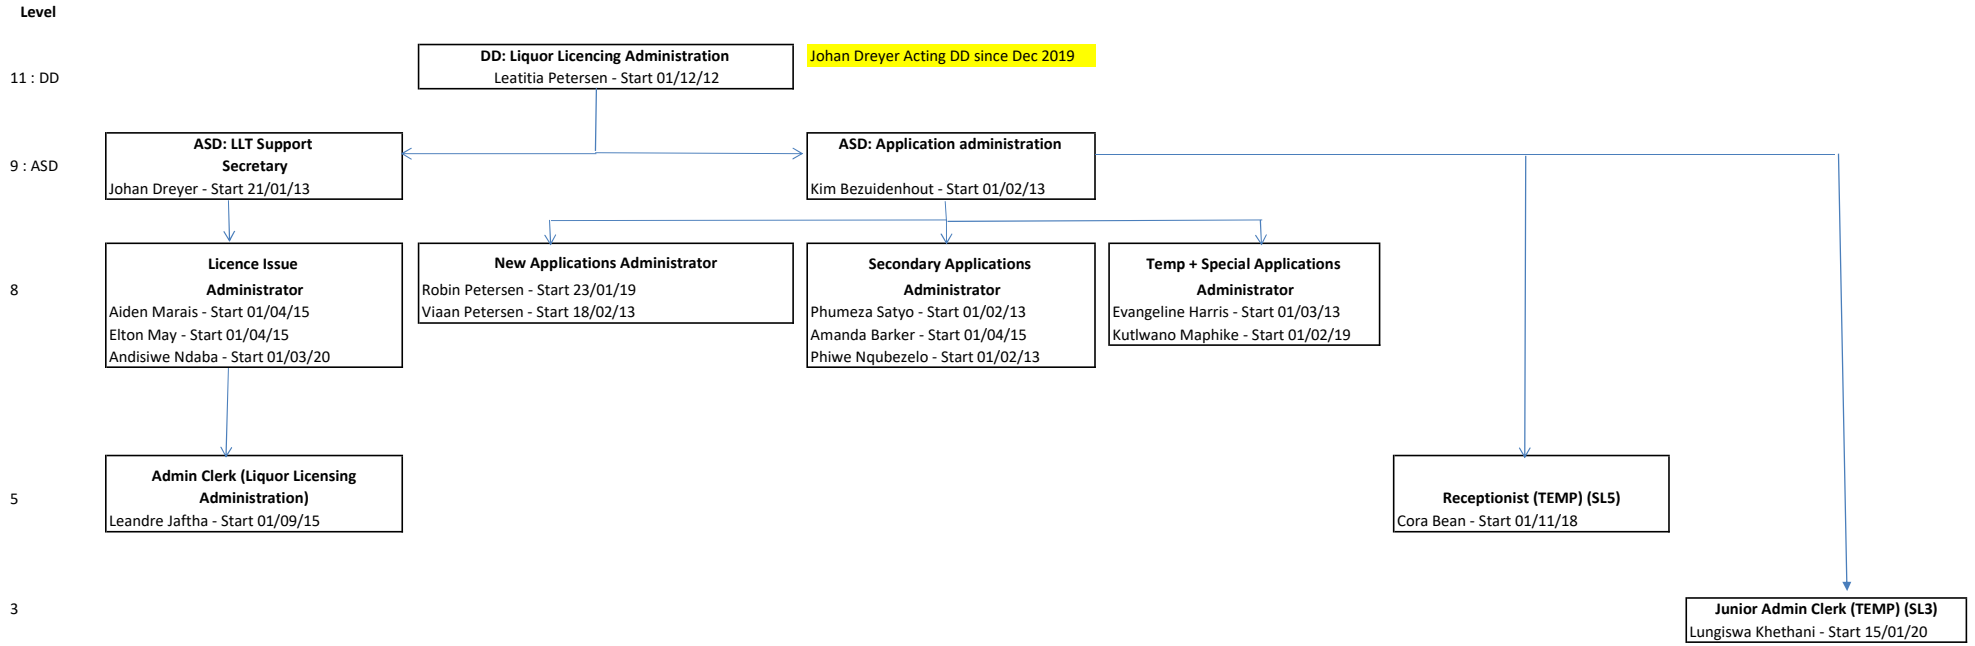 Level
DD: Liquor Licencing Administration
Johan Dreyer Acting DD since Dec 2019
11 : DD
Leatitia Petersen - Start 01/12/12
ASD: LLT Support
Secretary
Johan Dreyer - Start 21/01/13
ASD: Application administration
Kim Bezuidenhout - Start 01/02/13
9 : ASD
Licence Issue
Administrator
Aiden Marais - Start 01/04/15
Elton May - Start 01/04/15
Andisiwe Ndaba - Start 01/03/20
New Applications Administrator
Robin Petersen - Start 23/01/19
Viaan Petersen - Start 18/02/13
Secondary Applications
Administrator
Phumeza Satyo - Start 01/02/13
Amanda Barker - Start 01/04/15
Phiwe Nqubezelo - Start 01/02/13
Temp + Special Applications
Administrator
Evangeline Harris - Start 01/03/13
Kutlwano Maphike - Start 01/02/19
8
Admin Clerk (Liquor Licensing
Administration)
Leandre Jaftha - Start 01/09/15
5
Receptionist (TEMP) (SL5)
Cora Bean - Start 01/11/18
3
Junior Admin Clerk (TEMP) (SL3)
Lungiswa Khethani - Start 15/01/20